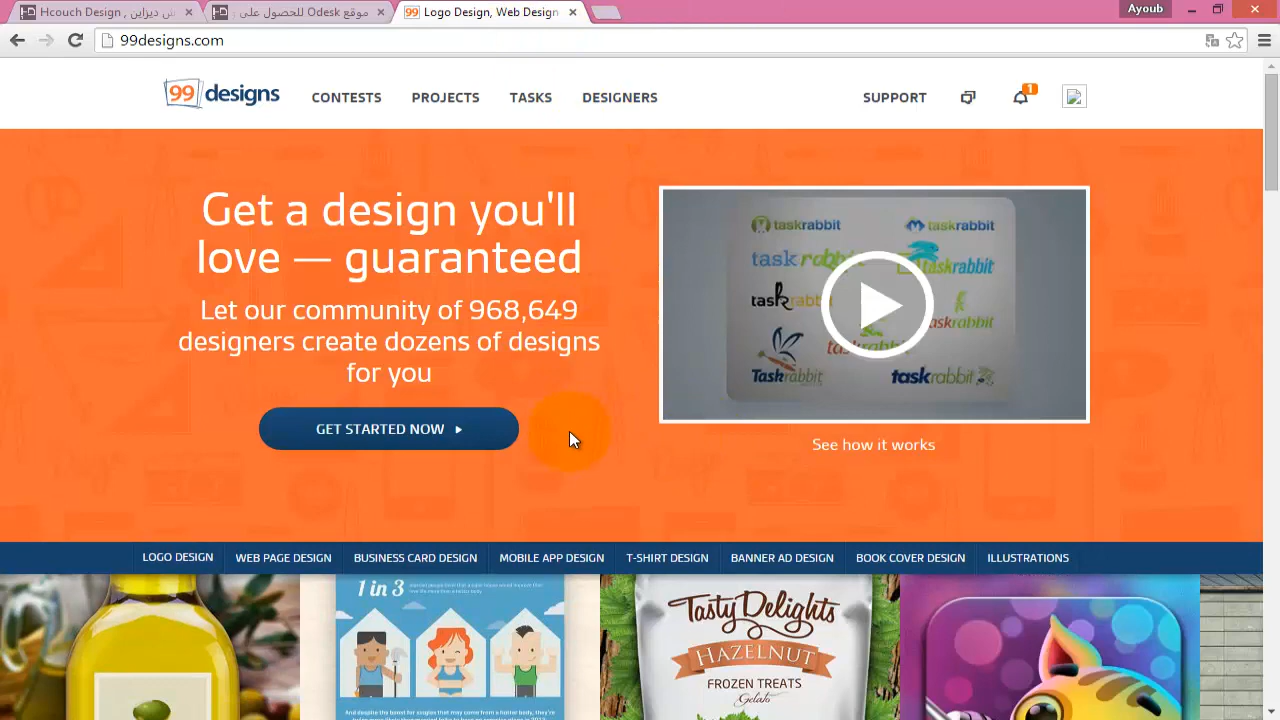 Hcouch Design
موقع Odesk للحصول على
Logo Design, Web Design
Ayoub
99designs.com
99designs
CONTESTS
PROJECTS
TASKS
DESIGNERS
SUPPORT
1
Get a design you'll
love — guaranteed
Let our community of 968,649
designers create dozens of designs
for you
GET STARTED NOW
taskrabbit
taskrabbit
task rabbit
taskrabbit
taskrabbit
taskrabbit
Taskrabbit
taskrabbit
See how it works
LOGO DESIGN
WEB PAGE DESIGN
BUSINESS CARD DESIGN
MOBILE APP DESIGN
T-SHIRT DESIGN
BANNER AD DESIGN
BOOK COVER DESIGN
ILLUSTRATIONS
1 in 3
Tasty Delights
HAZELNUT
FROZEN TREATS
Gelato